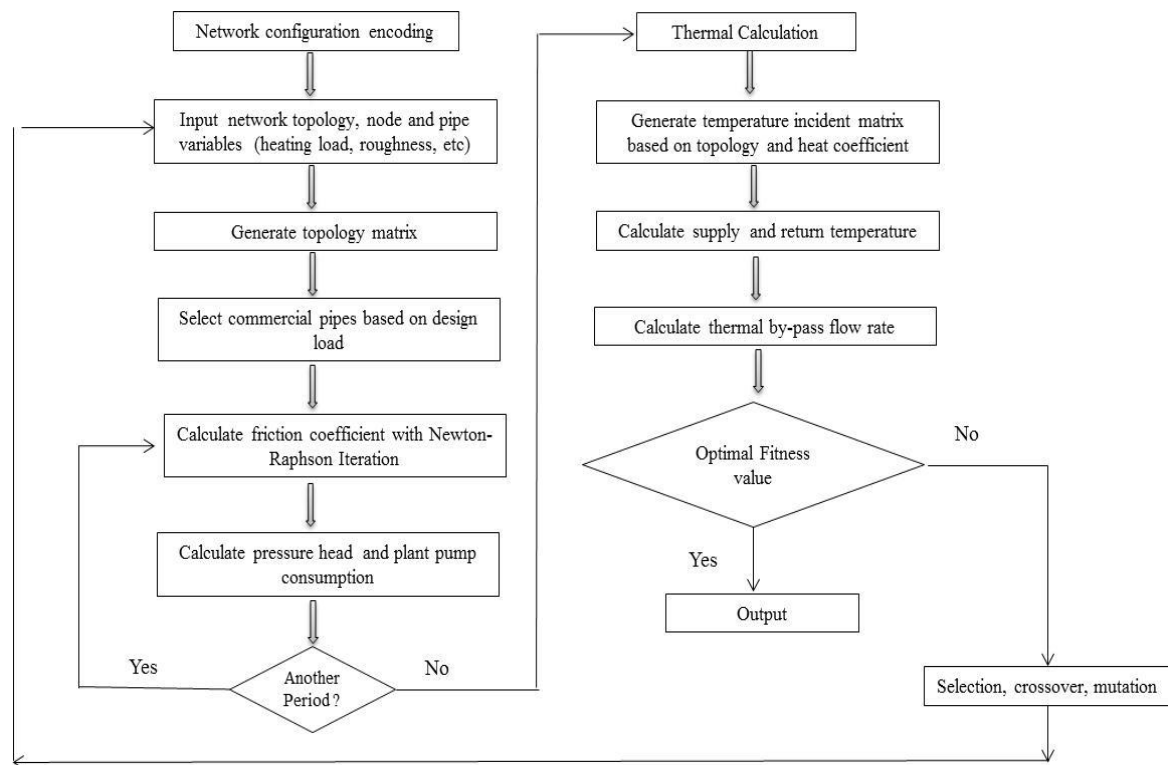 Network configuration encoding
Input network topology, node and pipe
variables (heating load, roughness, etc)
Generate topology matrix
Select commercial pipes based on design
load
Calculate friction coefficient with Newton-
Raphson Iteration
Calculate pressure head and plant pump
consumption
Yes
Another
Period?
No
Thermal Calculation
Generate temperature incident matrix
based on topology and heat coefficient
Calculate supply and return temperature
Calculate thermal by-pass flow rate
Optimal Fitness
value
No
Yes
Output
Selection, crossover, mutation